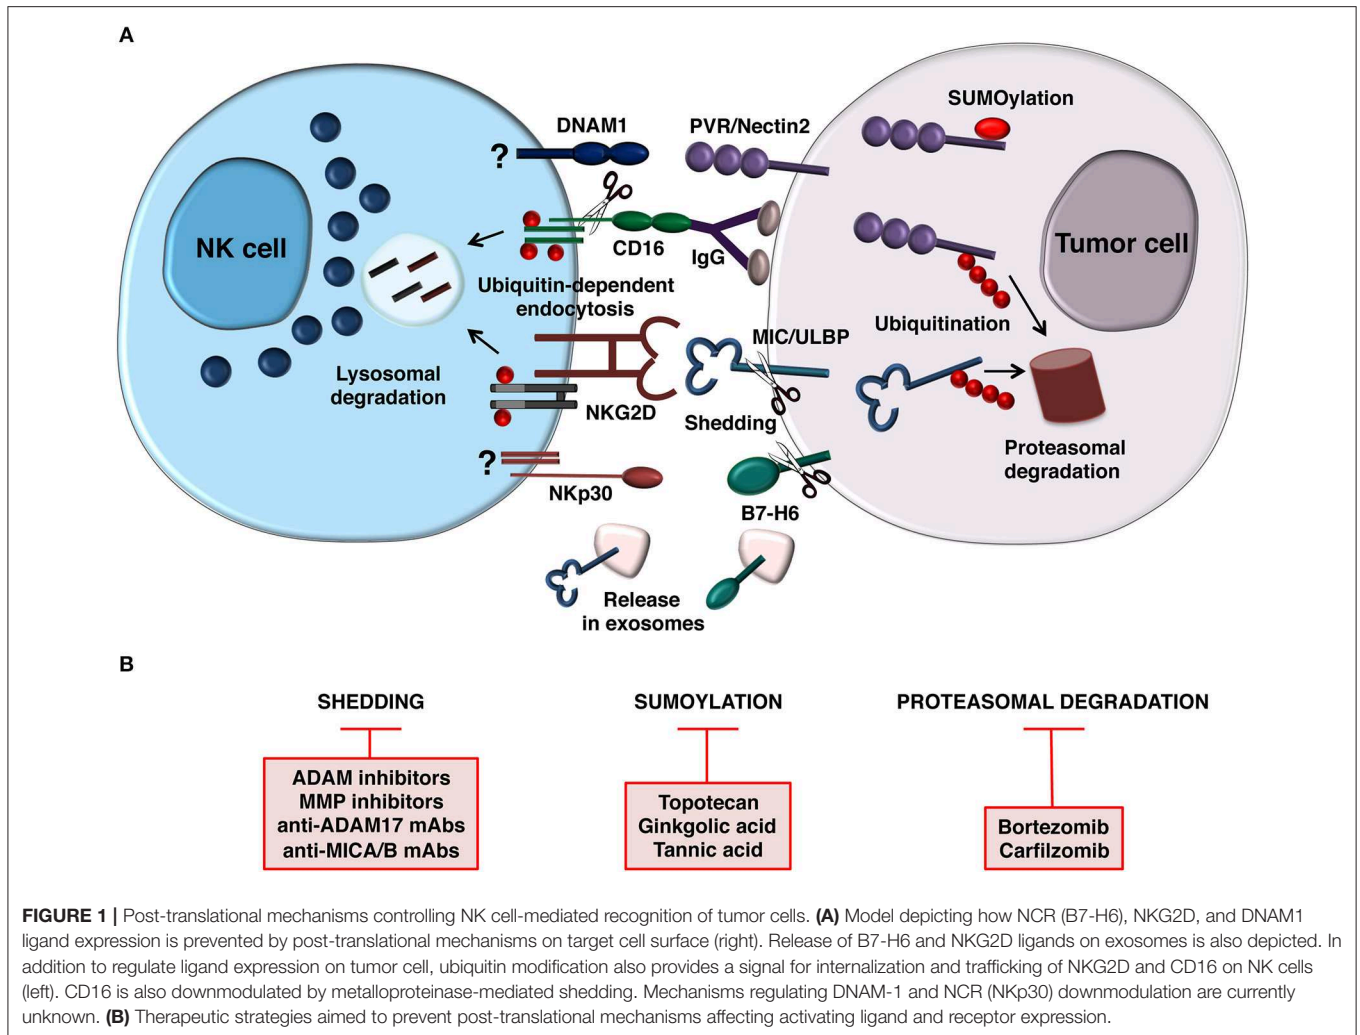 A
SUMOylation
DNAM1
PVR/Nectin2
?
NK cell
CD16
IgG
Tumor cell
Ubiquitin-dependent
endocytosis
Ubiquitination
MIC/ULBP
Lysosomal
degradation
NKG2D
Shedding
Proteasomal
degradation
?
NKp30
B7-H6
Release
in exosomes
B
SHEDDING
ADAM inhibitors
MMP inhibitors
anti-ADAM17 mAbs
anti-MICA/B mAbs
SUMOYLATION
Topotecan
Ginkgolic acid
Tannic acid
PROTEASOMAL DEGRADATION
Bortezomib
Carfilzomib
FIGURE 1 | Post-translational mechanisms controlling NK cell-mediated recognition of tumor cells. (A) Model depicting how NCR (B7-H6), NKG2D, and DNAM1
ligand expression is prevented by post-translational mechanisms on target cell surface (right). Release of B7-H6 and NKG2D ligands on exosomes is also depicted. In
addition to regulate ligand expression on tumor cell, ubiquitin modification also provides a signal for internalization and trafficking of NKG2D and CD16 on NK cells
(left). CD16 is also downmodulated by metalloproteinase-mediated shedding. Mechanisms regulating DNAM-1 and NCR (NKp30) downmodulation are currently
unknown. (B) Therapeutic strategies aimed to prevent post-translational mechanisms affecting activating ligand and receptor expression.